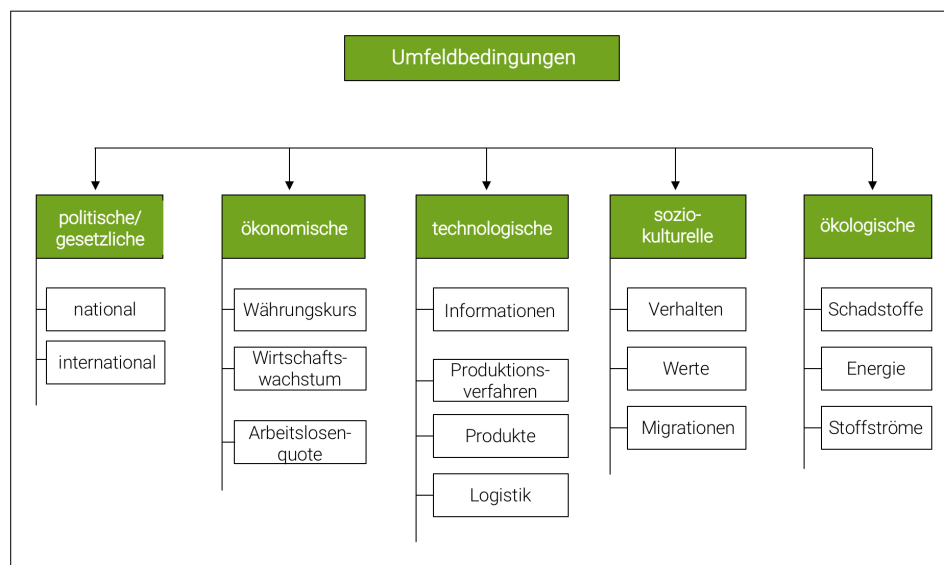 Umfeldbedingungen
politische/
gesetzliche
national
international
ökonomische
Währungskurs
Wirtschafts-
wachstum
Arbeitslosen-
quote
technologische
Informationen
Produktions-
verfahren
Produkte
Logistik
sozio-
kulturelle
Verhalten
Werte
Migrationen
ökologische
Schadstoffe
Energie
Stoffströme